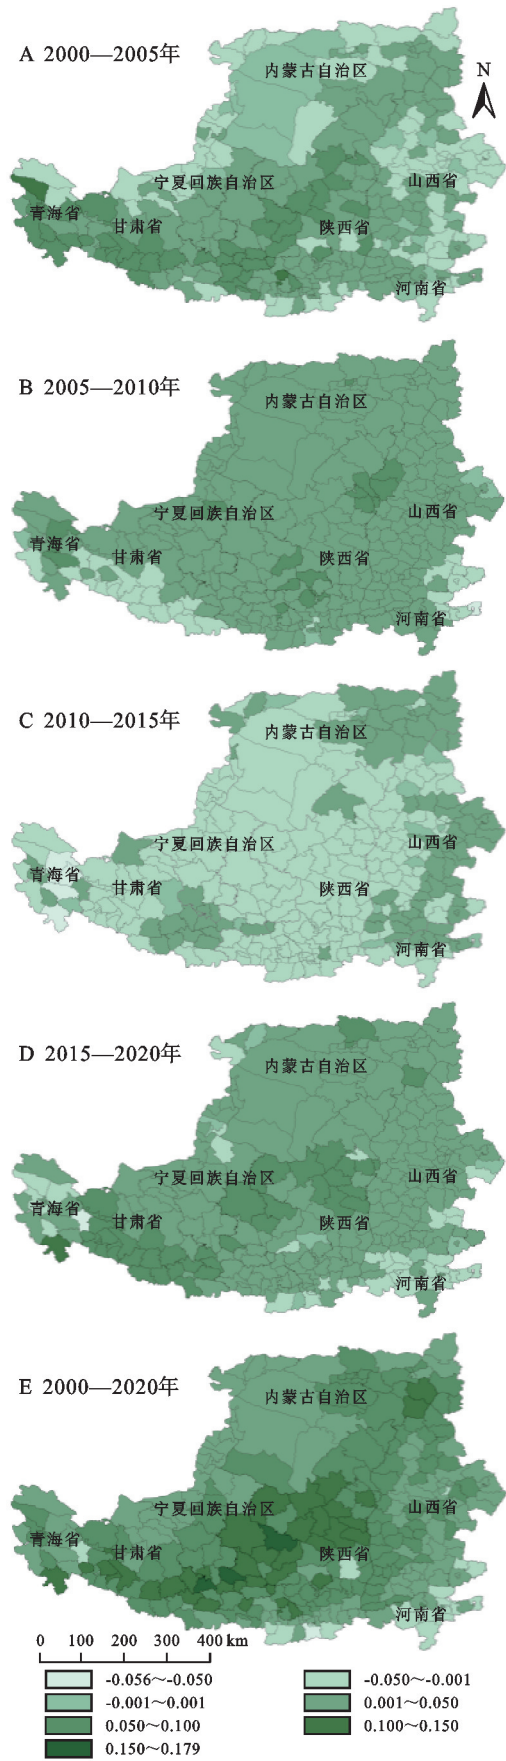 A 2000—2005年
内蒙古自治区
N
宁夏回族自治区
山西省
青海省
甘肃省
陕西省
河南省
B 2005—2010年
内蒙古自治区
宁夏回族自治区
山西省
青海省
甘肃省
陕西省
河南省
C 2010—2015年
内蒙古自治区
宁夏回族自治区
山西省
青海省
甘肃省
陕西省
河南省
D 2015—2020年
内蒙古自治区
宁夏回族自治区
山西省
青海省
甘肃省
陕西省
河南省
E 2000—2020年
内蒙古自治区
宁夏回族自治区
山西省
青海省
甘肃省
陕西省
河南省
0 100 200 300 400 km
-0.056～-0.050
-0.050～-0.001
-0.001～0.001
0.001～0.050
0.050～0.100
0.100～0.150
0.150～0.179